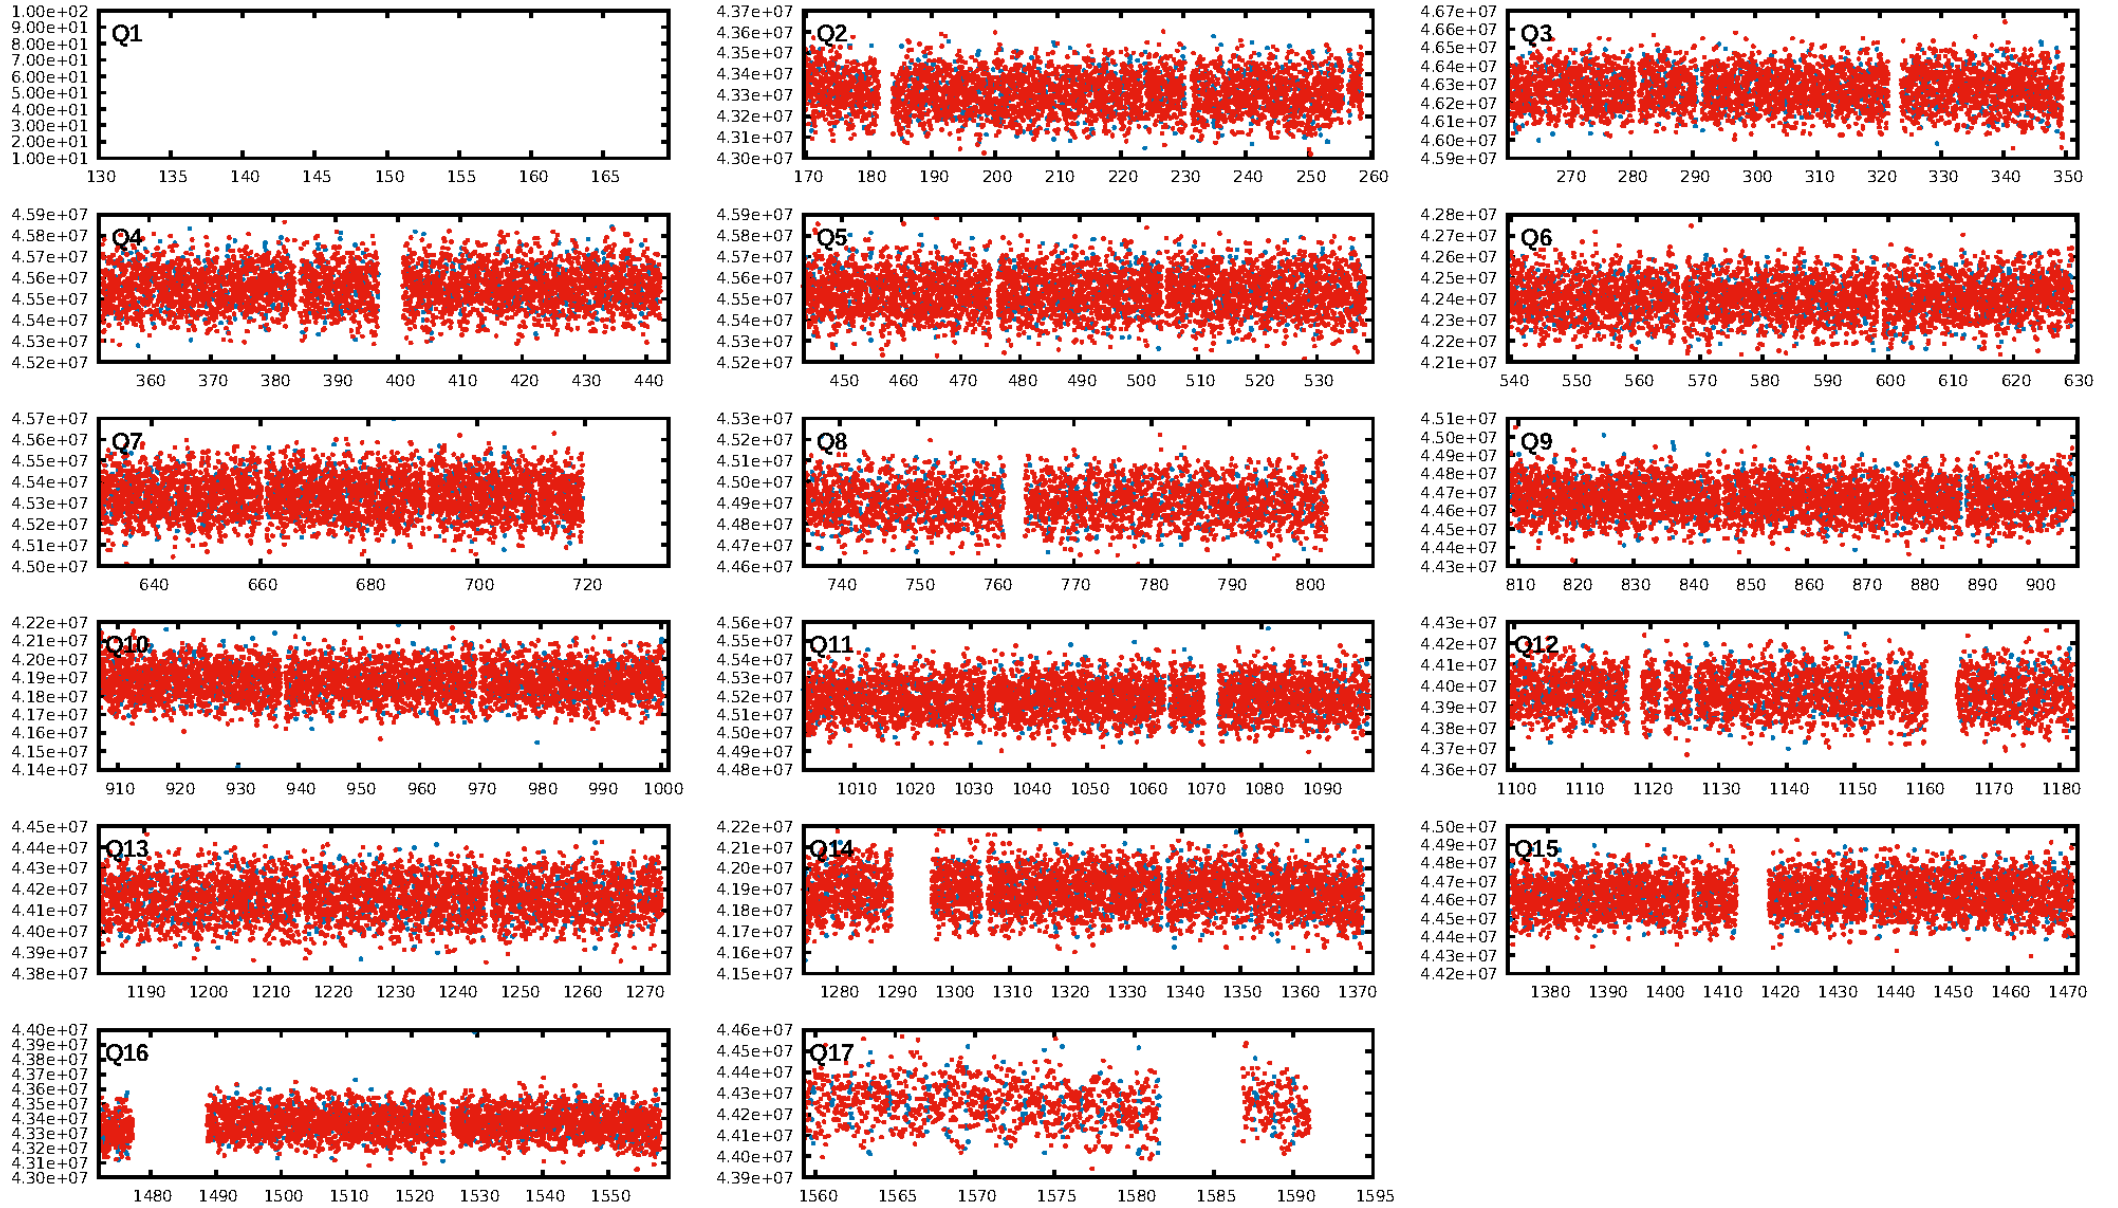 1.00e+02
9.00e+01
8.00e+01
7.00e+01
6.00e+01
5.00e+01
4.00e+01
3.00e+01
2.00e+01
1.00e+01
Q1
130 135 140 145 150 155 160 165
4.37e+07
4.36e+07
4.35e+07
4.34e+07
4.33e+07
4.32e+07
4.31e+07
4.30e+07
Q2
170 180 190 200 210 220 230 240 250 260
4.67e+07
4.66e+07
4.65e+07
4.64e+07
4.63e+07
4.62e+07
4.61e+07
4.60e+07
4.59e+07
Q3
270 280 290 300 310 320 330 340 350
4.59e+07
4.58e+07
4.57e+07
4.56e+07
4.55e+07
4.54e+07
4.53e+07
4.52e+07
Q4
360 370 380 390 400 410 420 430 440
4.59e+07
4.58e+07
4.57e+07
4.56e+07
4.55e+07
4.54e+07
4.53e+07
4.52e+07
Q5
450 460 470 480 490 500 510 520 530
4.28e+07
4.27e+07
4.26e+07
4.25e+07
4.24e+07
4.23e+07
4.22e+07
4.21e+07
Q6
540 550 560 570 580 590 600 610 620 630
4.57e+07
4.56e+07
4.55e+07
4.54e+07
4.53e+07
4.52e+07
4.51e+07
4.50e+07
Q7
640 660 680 700 720
4.53e+07
4.52e+07
4.51e+07
4.50e+07
4.49e+07
4.48e+07
4.47e+07
4.46e+07
Q8
740 750 760 770 780 790 800
4.51e+07
4.50e+07
4.49e+07
4.48e+07
4.47e+07
4.46e+07
4.45e+07
4.44e+07
4.43e+07
Q9
810 820 830 840 850 860 870 880 890 900
4.22e+07
4.21e+07
4.20e+07
4.19e+07
4.18e+07
4.17e+07
4.16e+07
4.15e+07
4.14e+07
Q10
910 920 930 940 950 960 970 980 990 1000
4.56e+07
4.55e+07
4.54e+07
4.53e+07
4.52e+07
4.51e+07
4.50e+07
4.49e+07
4.48e+07
Q11
1010 1020 1030 1040 1050 1060 1070 1080 1090
4.43e+07
4.42e+07
4.41e+07
4.40e+07
4.39e+07
4.38e+07
4.37e+07
4.36e+07
Q12
1100 1110 1120 1130 1140 1150 1160 1170 1180
4.45e+07
4.44e+07
4.43e+07
4.42e+07
4.41e+07
4.40e+07
4.39e+07
4.38e+07
Q13
1190 1200 1210 1220 1230 1240 1250 1260 1270
4.22e+07
4.21e+07
4.20e+07
4.19e+07
4.18e+07
4.17e+07
4.16e+07
4.15e+07
Q14
1280 1290 1300 1310 1320 1330 1340 1350 1360 1370
4.50e+07
4.49e+07
4.48e+07
4.47e+07
4.46e+07
4.45e+07
4.44e+07
4.43e+07
4.42e+07
Q15
1380 1390 1400 1410 1420 1430 1440 1450 1460 1470
4.40e+07
4.39e+07
4.38e+07
4.37e+07
4.36e+07
4.35e+07
4.34e+07
4.33e+07
4.32e+07
4.31e+07
4.30e+07
Q16
1480 1490 1500 1510 1520 1530 1540 1550
4.46e+07
4.45e+07
4.44e+07
4.43e+07
4.42e+07
4.41e+07
4.40e+07
4.39e+07
Q17
1560 1565 1570 1575 1580 1585 1590 1595